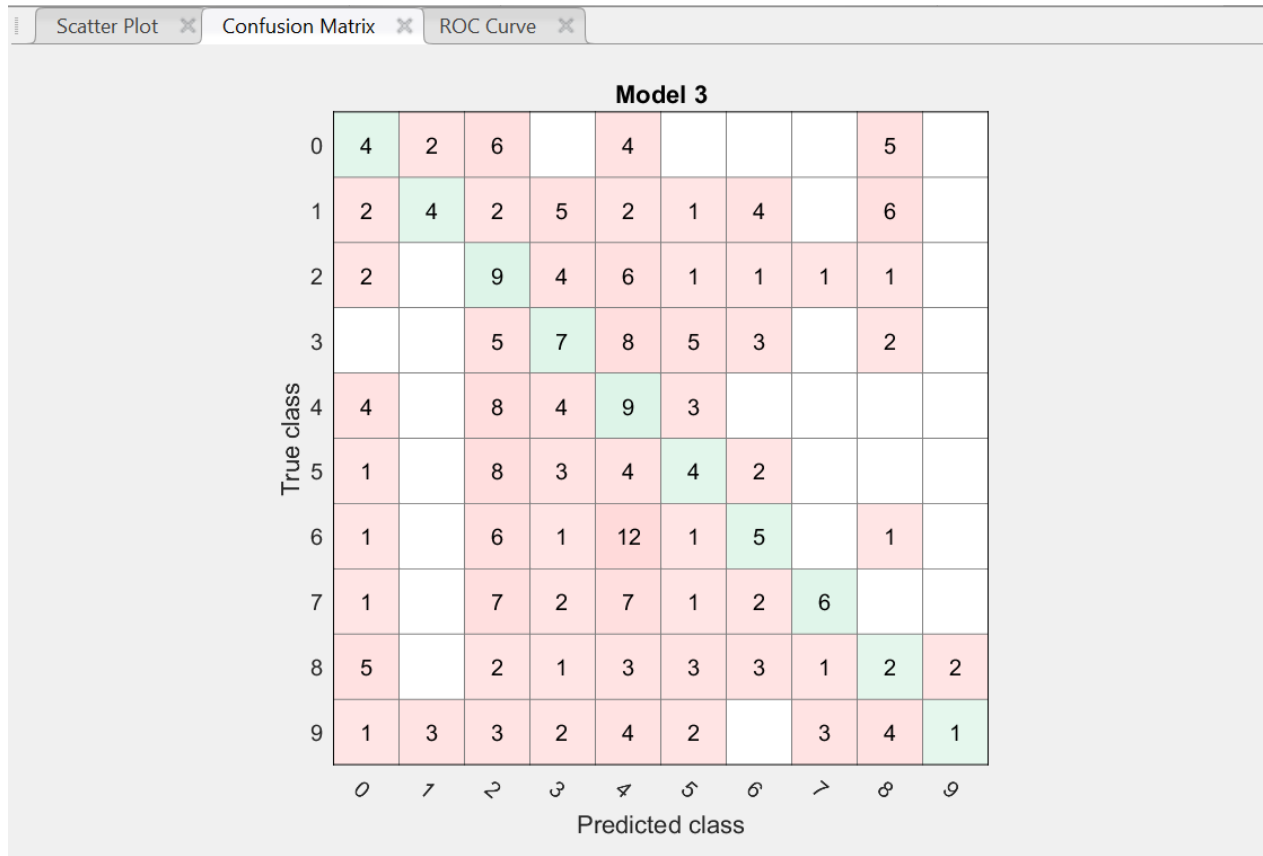 Scatter Plot Confusion Matrix ROC Curve
Model 3
0 4 2 6 4 5
1 2 4 2 5 2 1 4 6
2 2 9 4 6 1 1 1 1
3 5 7 8 5 3 2
True class
4 4 8 4 9 3
5 1 8 3 4 4 2
6 1 6 1 12 1 5 1
7 1 7 2 7 1 2 6
8 5 2 1 3 3 3 1 2 2
9 1 3 3 2 4 2 3 4 1
0 1 2 3 4 5 6 7 8 9
Predicted class